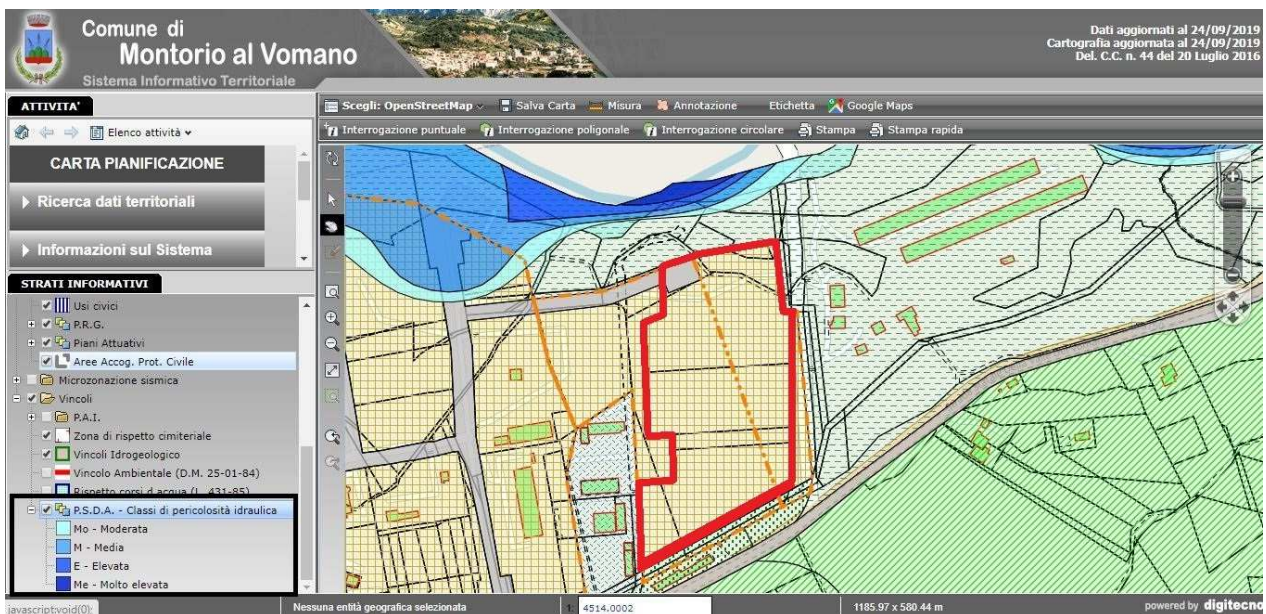 Comune di
Montorio al Vomano
Sistema Informativo Territoriale
Dati aggiornati al 24/09/2019
Cartografia aggiornata al 24/09/2019
Del. C.C. n. 44 del 20 Luglio 2016
ATTIVITA'
Elenco attività
CARTA PIANIFICAZIONE
Ricerca dati territoriali
Informazioni sul Sistema
Scegli: OpenStreetMap Salva Carta Misura Annotazione Etichetta Google Maps
Interrogazione puntuale Interrogazione poligonale Interrogazione circolare Stampa Stampa rapida
STRATI INFORMATIVI
Usi civici
P.R.G.
Piani Attuativi
Aree Accog. Prot. Civile
Microzonazione sismica
Vincoli
P.A.I.
Zona di rispetto cimiteriale
Vincoli Idrogeologico
Vincolo Ambientale (D.M. 25-01-84)
Rispetto corsi d acqua (L. 431-85)
P.S.D.A. - Classi di pericolosità idraulica
Mo - Moderata
M - Media
E - Elevata
Me - Molto elevata
javascript:void(0); Nessuna entità geografica selezionata 1: 4514.0002 1185.97 x 580.44 m powered by digitecno